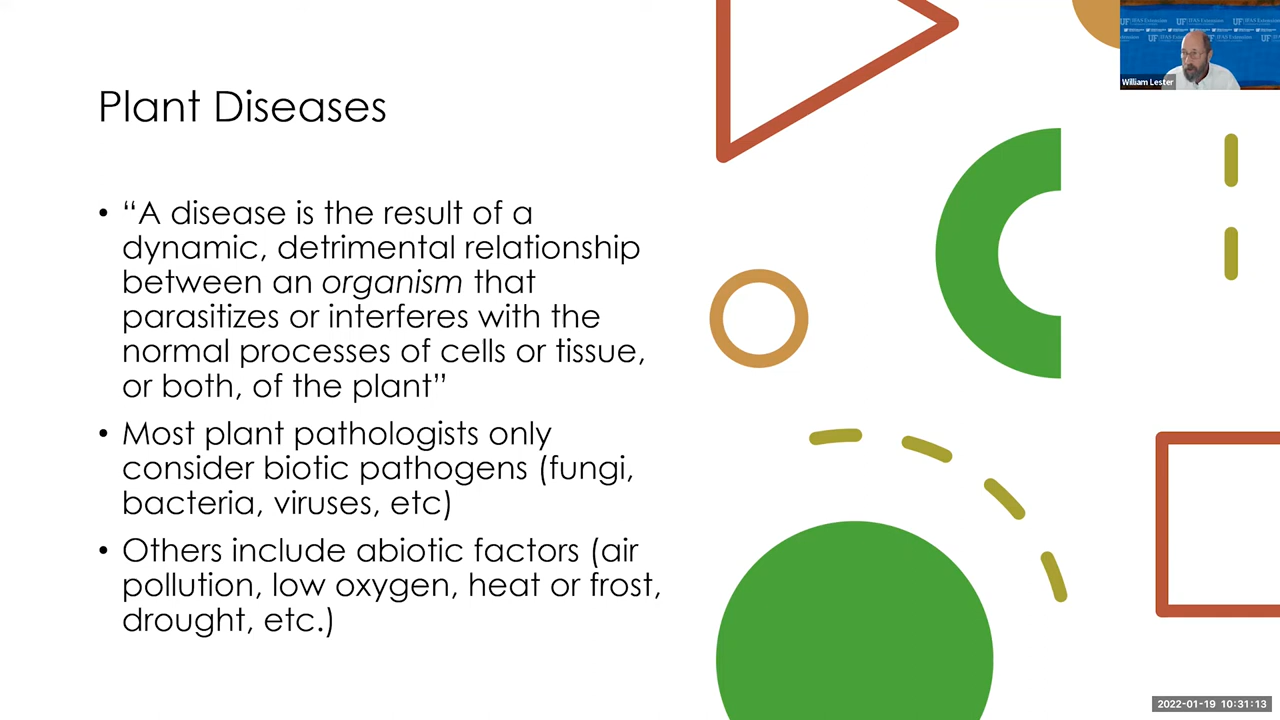 Plant Diseases
• “A disease is the result of a
dynamic, detrimental relationship
between an organism that
parasitizes or interferes with the
normal processes of cells or tissue,
or both, of the plant”
• Most plant pathologists only
consider biotic pathogens (fungi,
bacteria, viruses, etc)
• Others include abiotic factors (air
pollution, low oxygen, heat or frost,
drought, etc.)
UF IFAS Extension
William Lester
2022-01-19 10:31:13